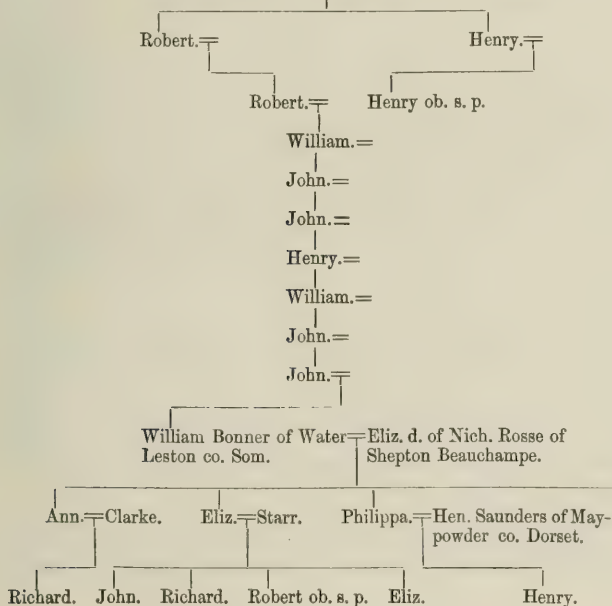 Robert.= Henry.=
Robert.= Henry ob. s. p.
William.=
John.=
John.=
Henry.=
William.=
John.=
John.=
William Bonner of Water=Eliz. d. of Nich. Rosse of
Leston co. Som. Shepton Beauchampe.
Ann.=Clarke. Eliz.=Starr. Philippa.=Hen. Saunders of May-
powder co. Dorset.
Richard. John. Richard. Robert ob. s. p. Eliz. Henry.